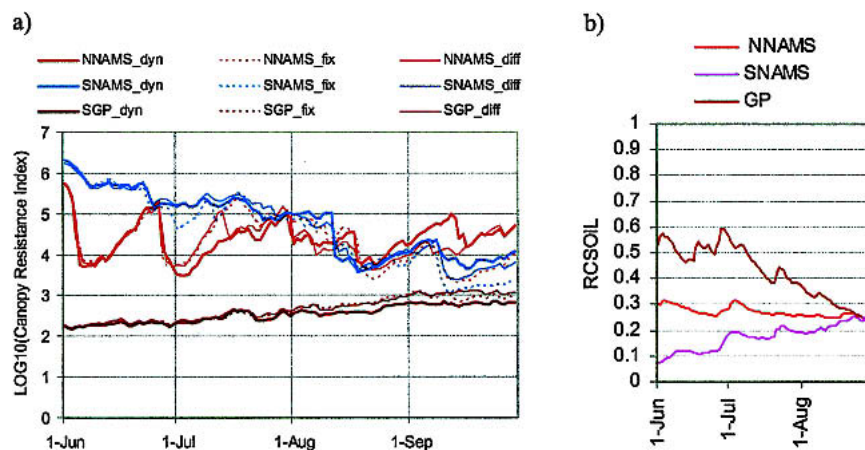 a)
NNAMS_dyn NNAMS_fix NNAMS_diff
SNAMS_dyn SNAMS_fix SNAMS_diff
SGP_dyn SGP_fix SGP_diff
LOG10(Canopy Resistance Index)
7
6
5
4
3
2
1
0
1-Jun 1-Jul 1-Aug 1-Sep
b)
NNAMS
SNAMS
GP
RCSOIL
1
0.9
0.8
0.7
0.6
0.5
0.4
0.3
0.2
0.1
0
1-Jun 1-Jul 1-Aug